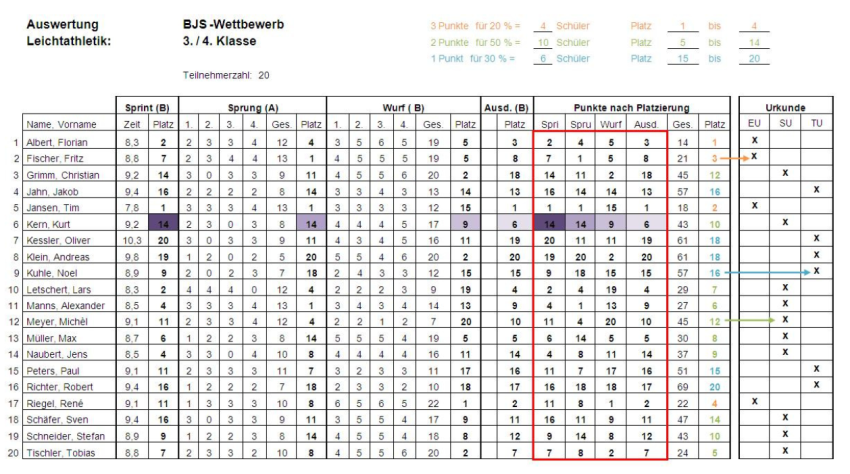 Auswertung BJS -Wettbewerb 3 Punkte für 20 % = 4 Schüler Platz 1 bis 4
Leichtathletik: 3. / 4. Klasse 2 Punkte für 50 % = 10 Schüler Platz 5 bis 14
1 Punkt für 30 % = 6 Schüler Platz 15 bis 20
Teilnehmerzahl: 20
Sprint (B) Sprung (A) Wurf ( B) Ausd. (B) Punkte nach Platzierung Urkunde
Name, Vorname Zeit Platz 1. 2. 3. 4. Ges. Platz 1. 2. 3. 4. Ges. Platz Platz Spri Spru Wurf Ausd. Ges. Platz EU SU TU
1 Albert, Florian 8,3 2 2 3 3 4 12 4 3 5 6 5 19 5 3 2 4 5 3 14 1 x
2 Fischer, Fritz 8,8 7 2 3 4 4 13 1 4 5 5 5 19 5 8 7 1 5 8 21 3 x
3 Grimm, Christian 9,2 14 3 0 3 3 9 11 4 5 5 6 20 2 18 14 11 2 18 45 12 x
4 Jahn, Jakob 9,4 16 2 2 2 2 8 14 3 3 4 3 13 14 13 16 14 14 13 57 16 x
5 Jansen, Tim 7,8 1 3 3 3 4 13 1 3 3 3 3 12 15 1 1 1 15 1 18 2 x
6 Kern, Kurt 9,2 14 2 3 0 3 8 14 4 4 4 5 17 9 6 14 14 9 6 43 10 x
7 Kessler, Oliver 10,3 20 3 0 3 3 9 11 4 3 4 5 16 11 19 20 11 11 19 61 18 x
8 Klein, Andreas 9,8 19 1 2 0 2 5 20 5 5 4 6 20 2 20 19 20 2 20 61 18 x
9 Kuhle, Noel 8,9 9 2 0 2 3 7 18 2 4 3 3 12 15 15 9 18 15 15 57 16 x
10 Letschert, Lars 8,3 2 4 4 4 0 12 4 2 2 2 3 9 19 4 2 4 19 4 29 7 x
11 Manns, Alexander 8,5 4 3 3 3 4 13 1 3 4 3 4 14 13 9 4 1 13 9 27 6 x
12 Meyer, Michèl 9,1 11 2 3 3 4 12 4 2 2 1 2 7 20 10 11 4 20 10 45 12 x
13 Müller, Max 8,7 6 1 2 2 3 8 14 5 5 5 4 19 5 5 6 14 5 5 30 8 x
14 Naubert, Jens 8,5 4 3 3 0 4 10 8 4 4 4 4 16 11 14 4 8 11 14 37 9 x
15 Peters, Paul 9,1 11 2 3 3 3 11 7 3 2 3 3 11 17 16 11 7 17 16 51 15 x
16 Richter, Robert 9,4 16 1 2 2 2 7 18 2 3 3 2 10 18 17 16 18 18 17 69 20 x
17 Riegel, René 9,1 11 1 3 3 3 10 8 6 5 6 5 22 1 2 11 8 1 2 22 4 x
18 Schäfer, Sven 9,4 16 3 0 3 3 9 11 3 5 5 4 17 9 11 16 11 9 11 47 14 x
19 Schneider, Stefan 8,9 9 1 2 2 3 8 14 4 5 5 4 18 8 12 9 14 8 12 43 10 x
20 Tischler, Tobias 8,8 7 2 3 3 2 10 8 4 5 5 6 20 2 7 7 8 2 7 24 5 x